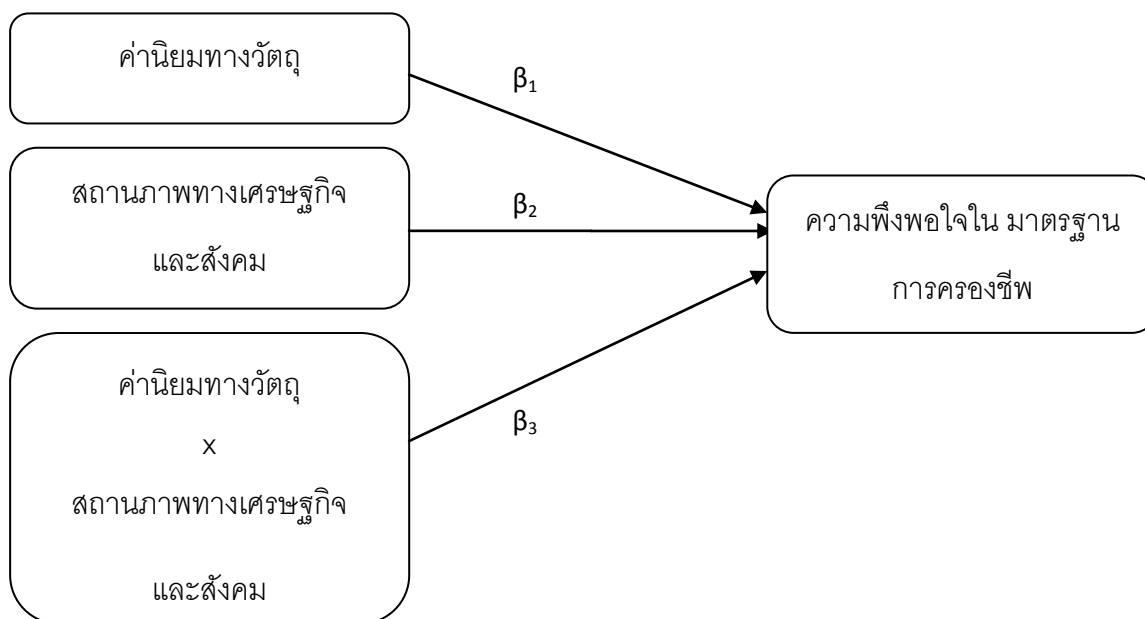 ค่านิยมทางวัตถุ
β₁
สถานภาพทางเศรษฐกิจ
และสังคม
β₂
ความพึงพอใจใน มาตรฐาน
การครองชีพ
ค่านิยมทางวัตถุ
x
สถานภาพทางเศรษฐกิจ
และสังคม
β₃